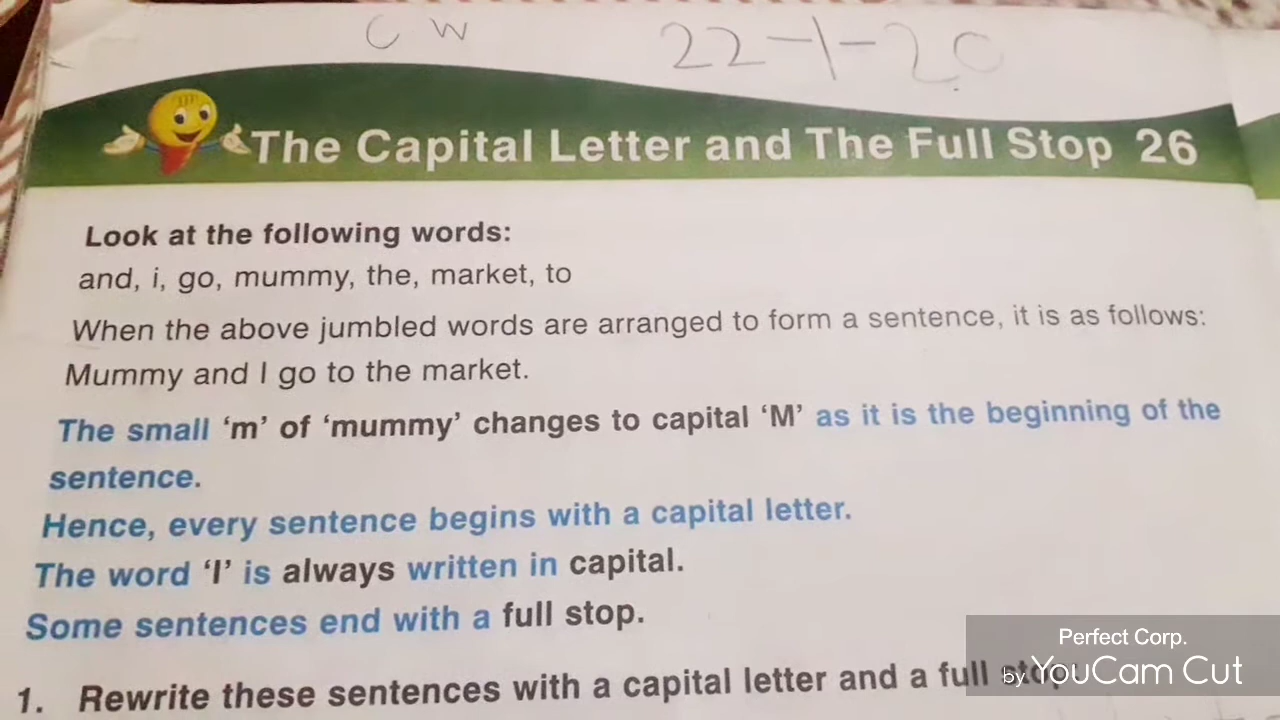 C W 22-1-20
The Capital Letter and The Full Stop 26
Look at the following words:
and, i, go, mummy, the, market, to
When the above jumbled words are arranged to form a sentence, it is as follows:
Mummy and I go to the market.
The small ‘m’ of ‘mummy’ changes to capital ‘M’ as it is the beginning of the
sentence.
Hence, every sentence begins with a capital letter.
The word ‘I’ is always written in capital.
Some sentences end with a full stop.
1. Rewrite these sentences with a capital letter and a full stop:
Perfect Corp.
by YouCam Cut